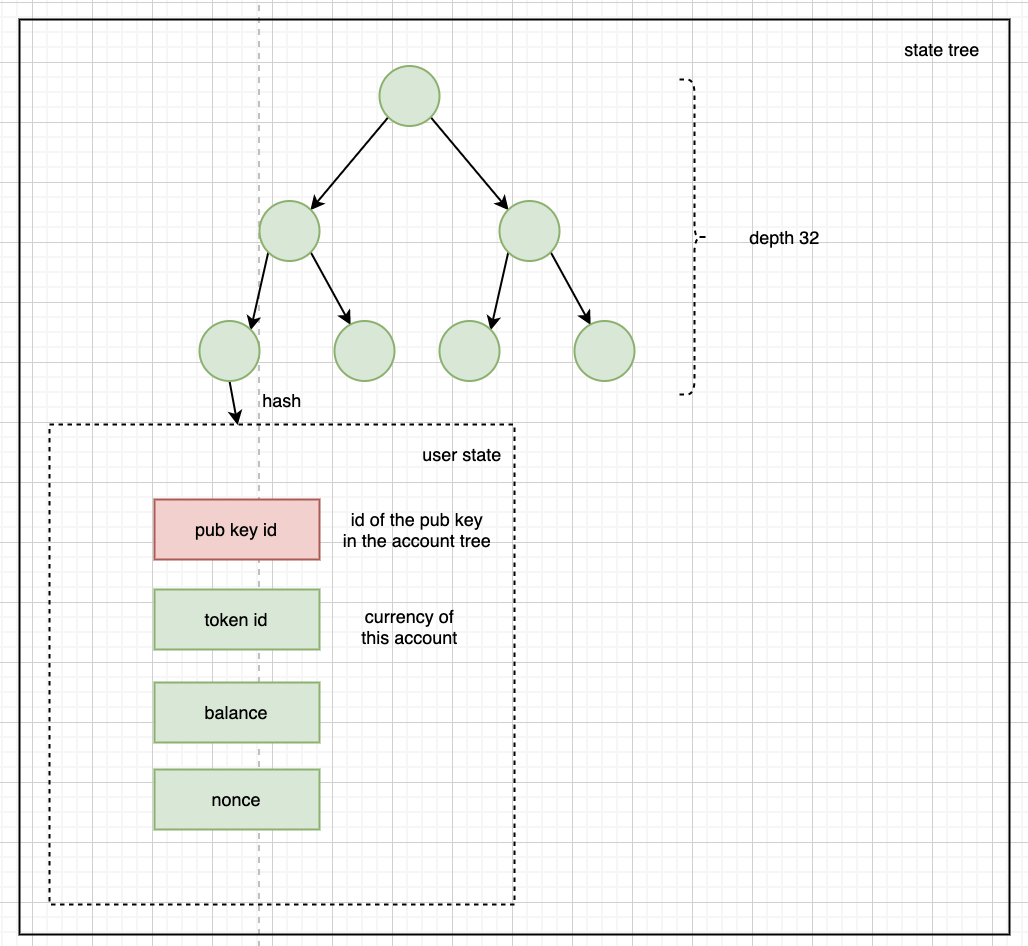 state tree
depth 32
hash
user state
pub key id
id of the pub key
in the account tree
token id
currency of
this account
balance
nonce